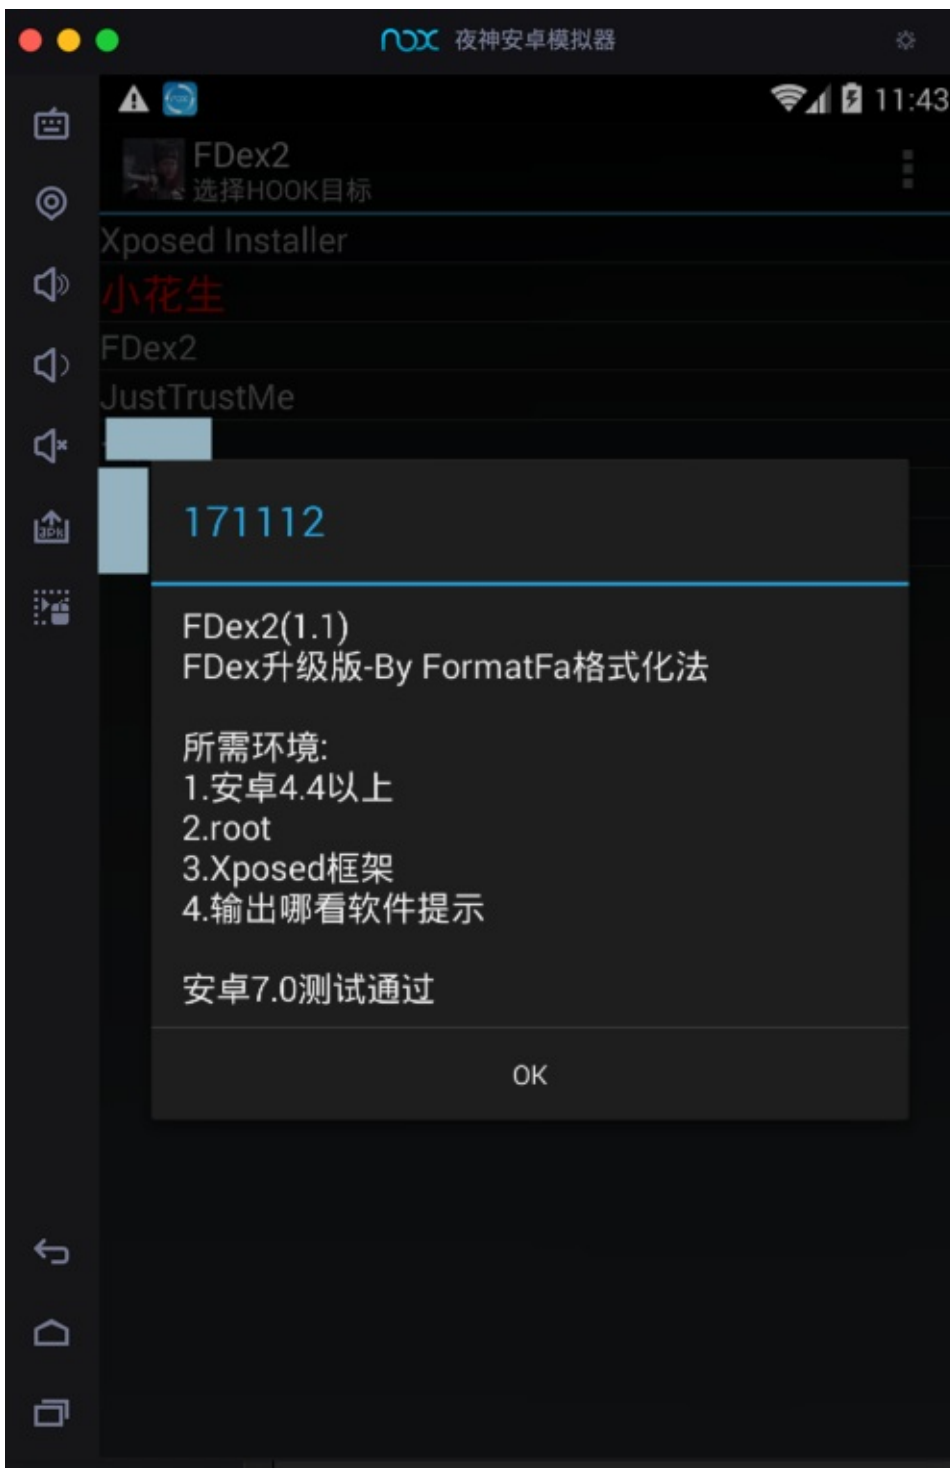 nox 夜神安卓模拟器
11:43
FDex2
选择HOOK目标
Xposed Installer
小花生
FDex2
JustTrustMe
171112
FDex2(1.1)
FDex升级版-By FormatFa格式化法
所需环境:
1.安卓4.4以上
2.root
3.Xposed框架
4.输出哪看软件提示
安卓7.0测试通过
OK